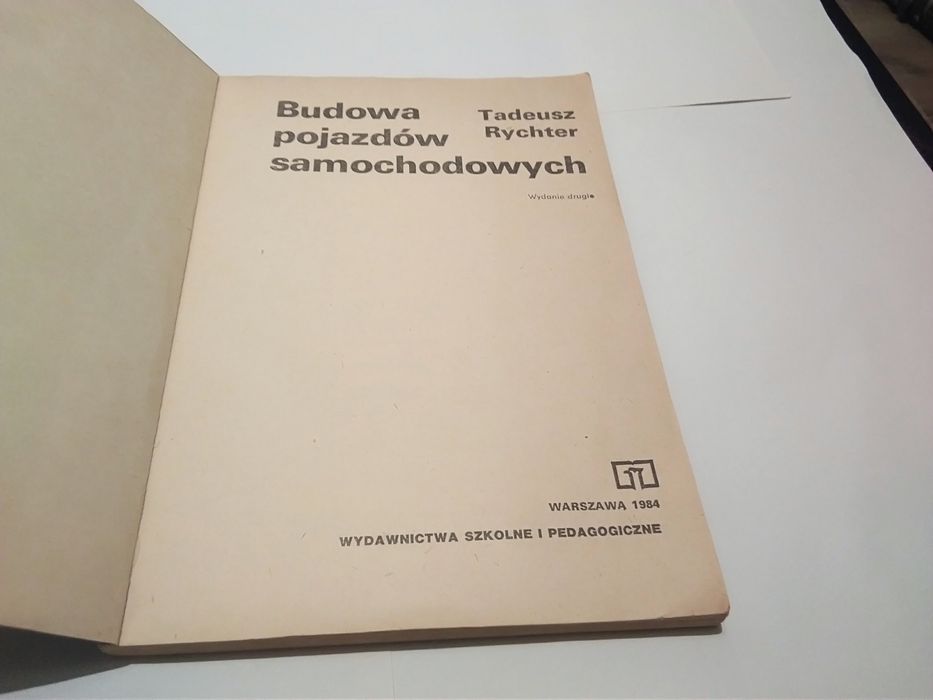 Budowa
pojazdów
samochodowych
Tadeusz
Rychter
Wydanie drugie
WARSZAWA 1984
WYDAWNICTWA SZKOLNE I PEDAGOGICZNE